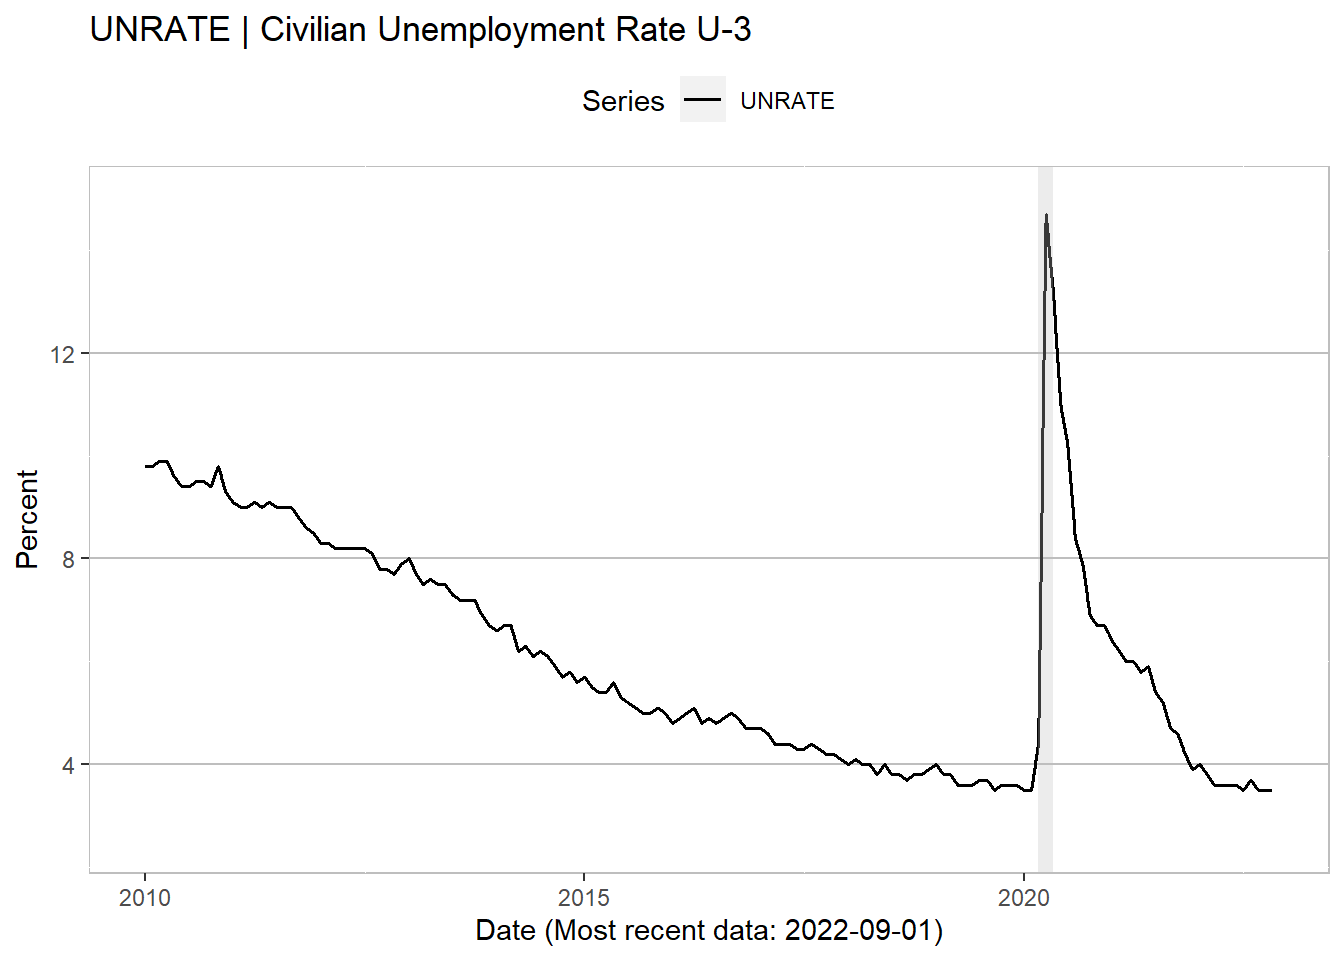 UNRATE | Civilian Unemployment Rate U-3
Series UNRATE
Percent
12
8
4
2010 2015 2020
Date (Most recent data: 2022-09-01)